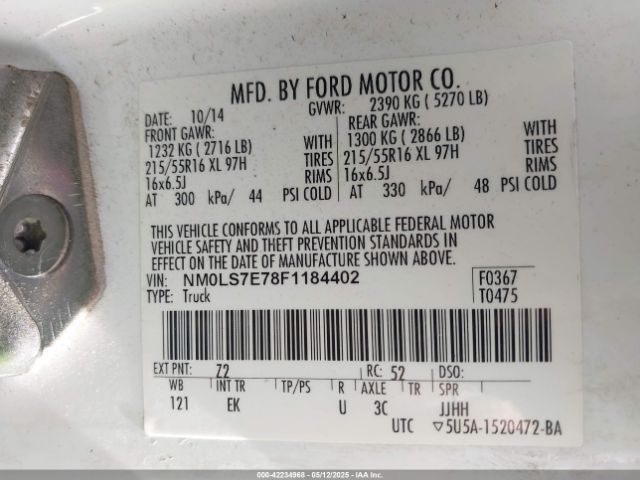 MFD. BY FORD MOTOR CO.
DATE: 10/14 GVWR: 2390 KG ( 5270 LB)
FRONT GAWR: REAR GAWR:
1232 KG ( 2716 LB) WITH 1300 KG ( 2866 LB) WITH
215/55R16 XL 97H TIRES 215/55R16 XL 97H TIRES
16x6.5J RIMS 16x6.5J RIMS
AT 300 kPa/ 44 PSI COLD AT 330 kPa/ 48 PSI COLD
THIS VEHICLE CONFORMS TO ALL APPLICABLE FEDERAL MOTOR
VEHICLE SAFETY AND THEFT PREVENTION STANDARDS IN
EFFECT ON THE DATE OF MANUFACTURE SHOWN ABOVE.
VIN: NM0LS7E78F1184402 F0367
TYPE: Truck T0475
EXT PNT: Z2 RC: 52 DSO:
WB INT TR TP/PS R AXLE TR SPR
121 EK U 3C JJHH
UTC ▽5U5A-1520472-BA
000-42234968 - 05/12/2025 - IAAI.COM